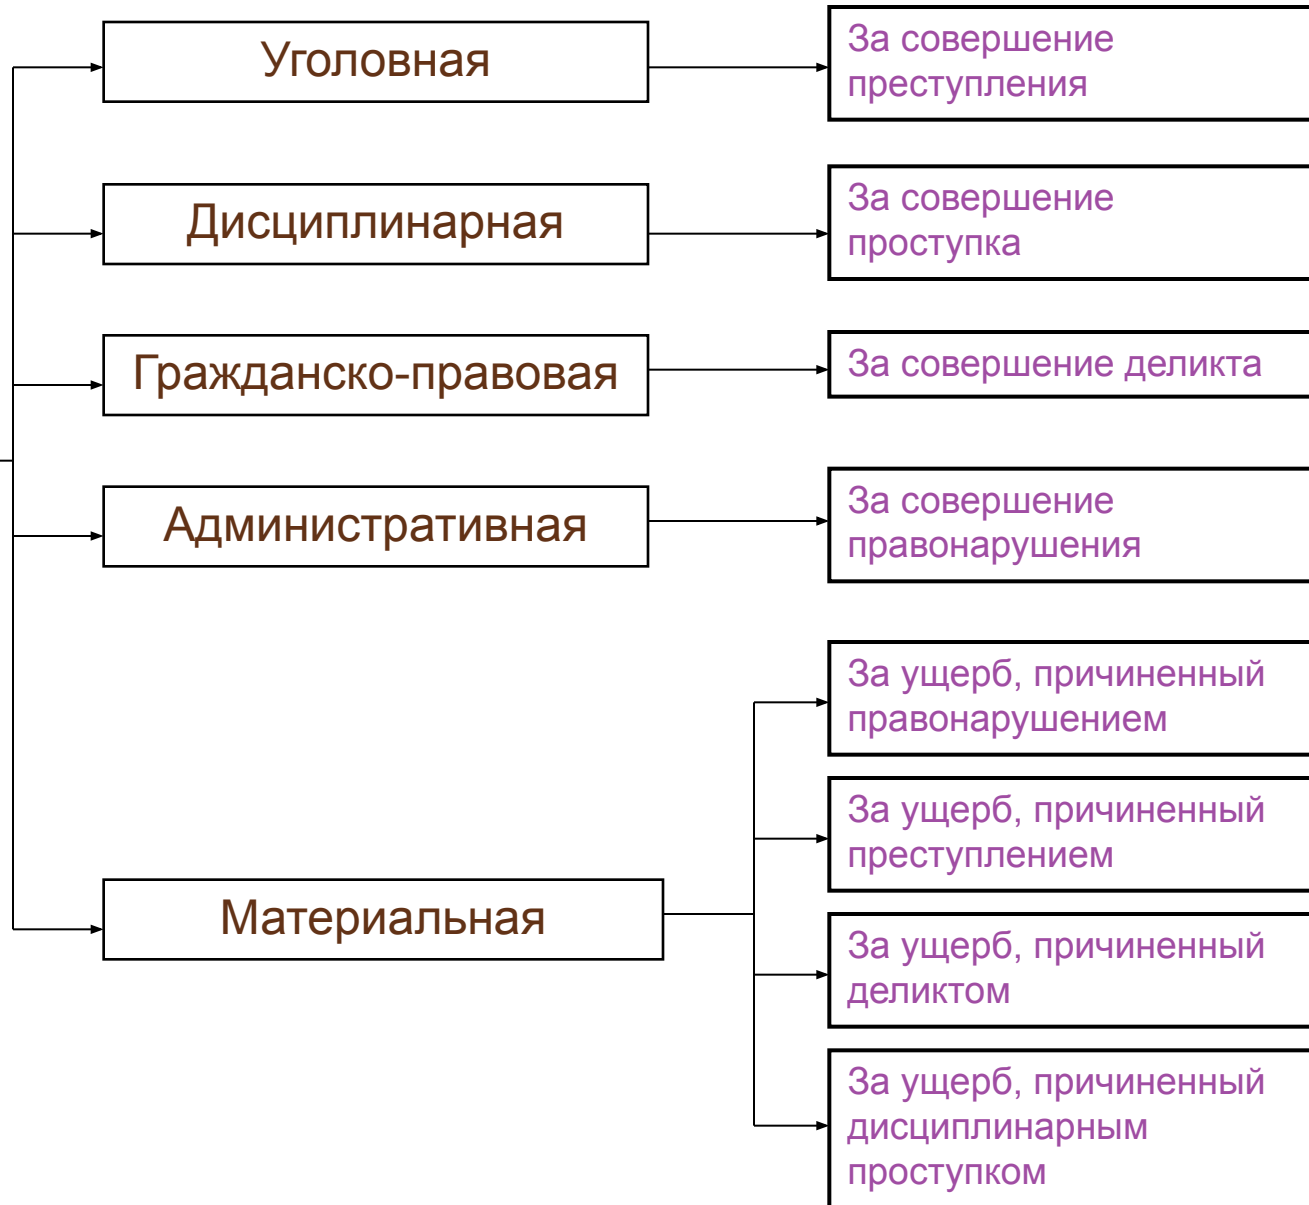 Уголовная
За совершение
преступления
Дисциплинарная
За совершение
проступка
Гражданско-правовая
За совершение деликта
Административная
За совершение
правонарушения
Материальная
За ущерб, причиненный
правонарушением
За ущерб, причиненный
преступлением
За ущерб, причиненный
деликтом
За ущерб, причиненный
дисциплинарным
проступком